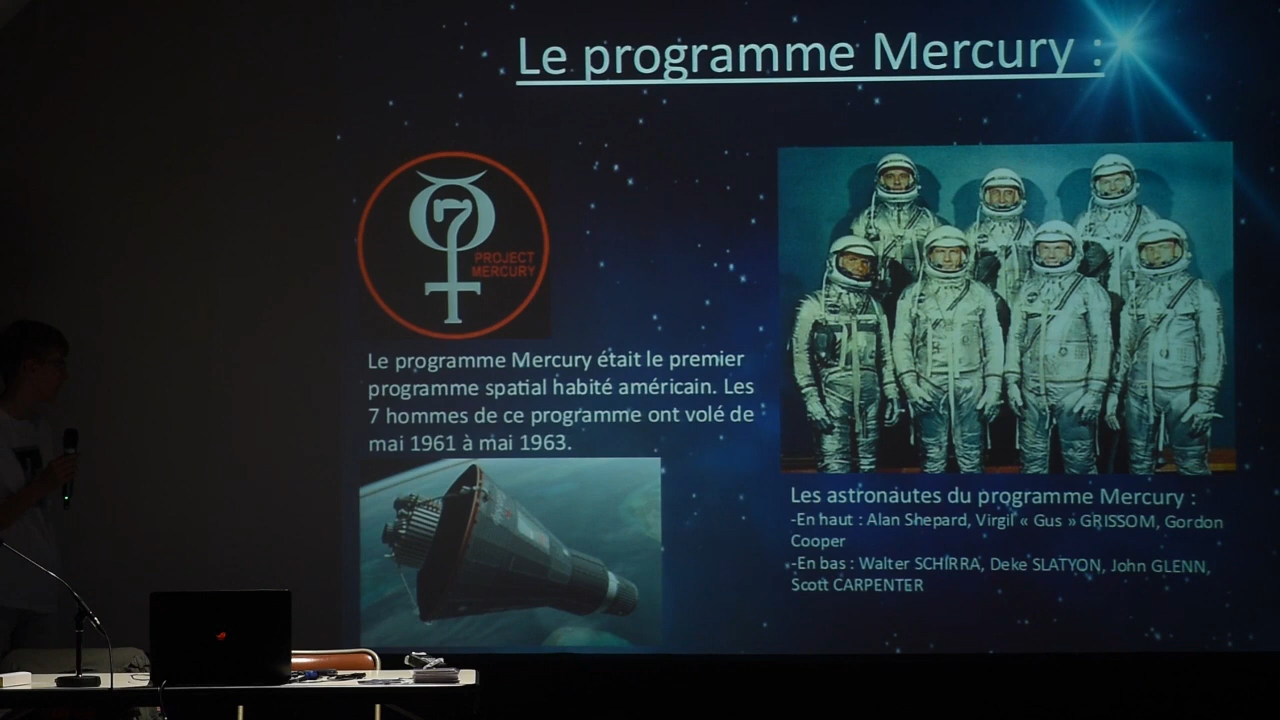 Le programme Mercury :
7
PROJECT
MERCURY
Le programme Mercury était le premier
programme spatial habité américain. Les
7 hommes de ce programme ont volé de
mai 1961 à mai 1963.
Les astronautes du programme Mercury :
-En haut : Alan Shepard, Virgil « Gus » GRISSOM, Gordon
Cooper
-En bas : Walter SCHIRRA, Deke SLATYON, John GLENN,
Scott CARPENTER